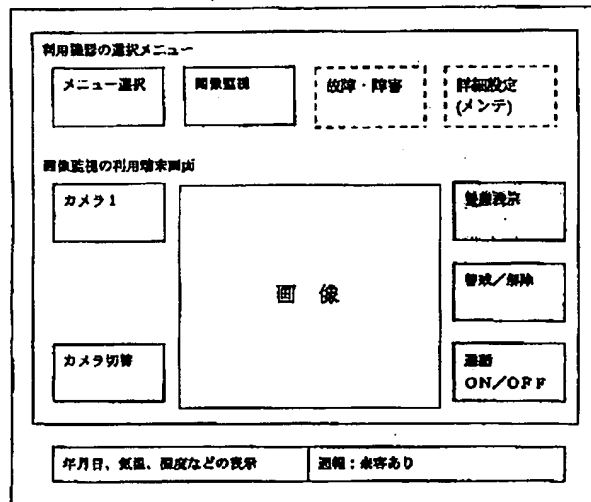 利用機器の選択メニュー
メニュー選択
画像監視
故障・障害
詳細設定
(メンテ)
画像監視の利用端末画面
カメラ1
画 像
警戒/解除
カメラ切替
通話
ON/OFF
年月日、気温、湿度などの表示
通報:来客あり